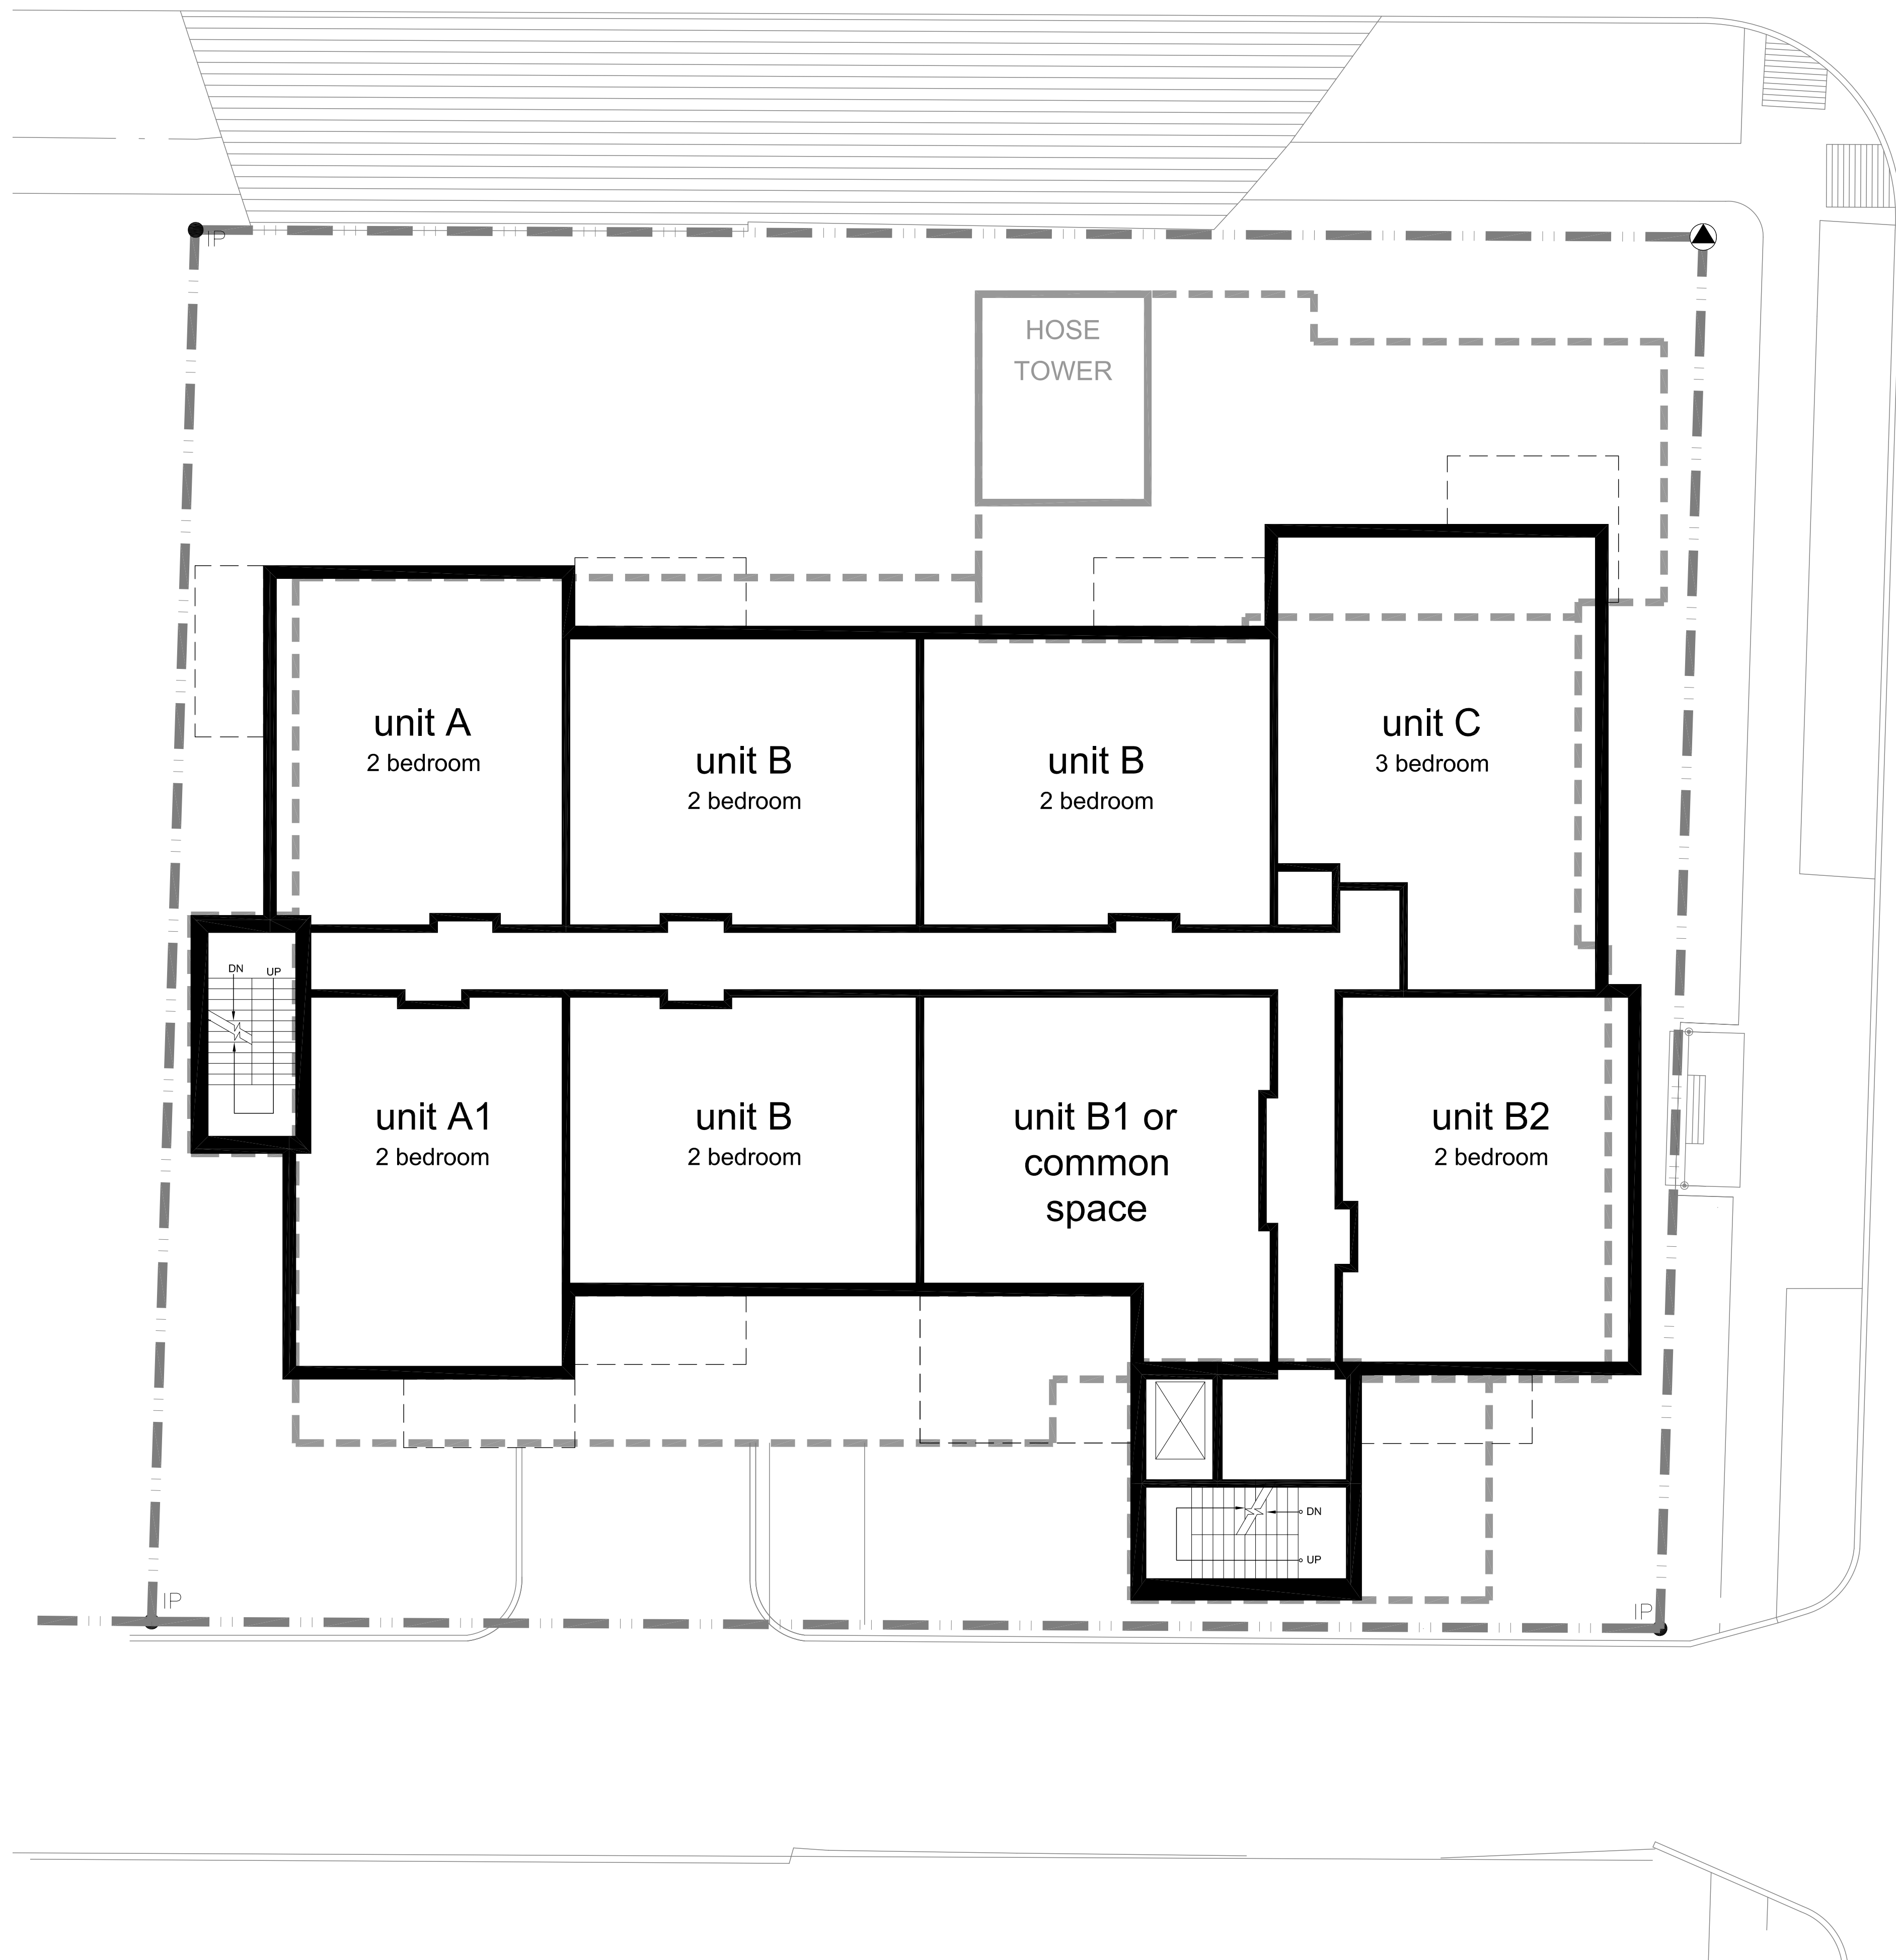 IP
HOSE
TOWER
unit A
2 bedroom
unit B
2 bedroom
unit B
2 bedroom
unit C
3 bedroom
DN
UP
unit A1
2 bedroom
unit B
2 bedroom
unit B1 or
common
space
unit B2
2 bedroom
DN
UP
IP
IP